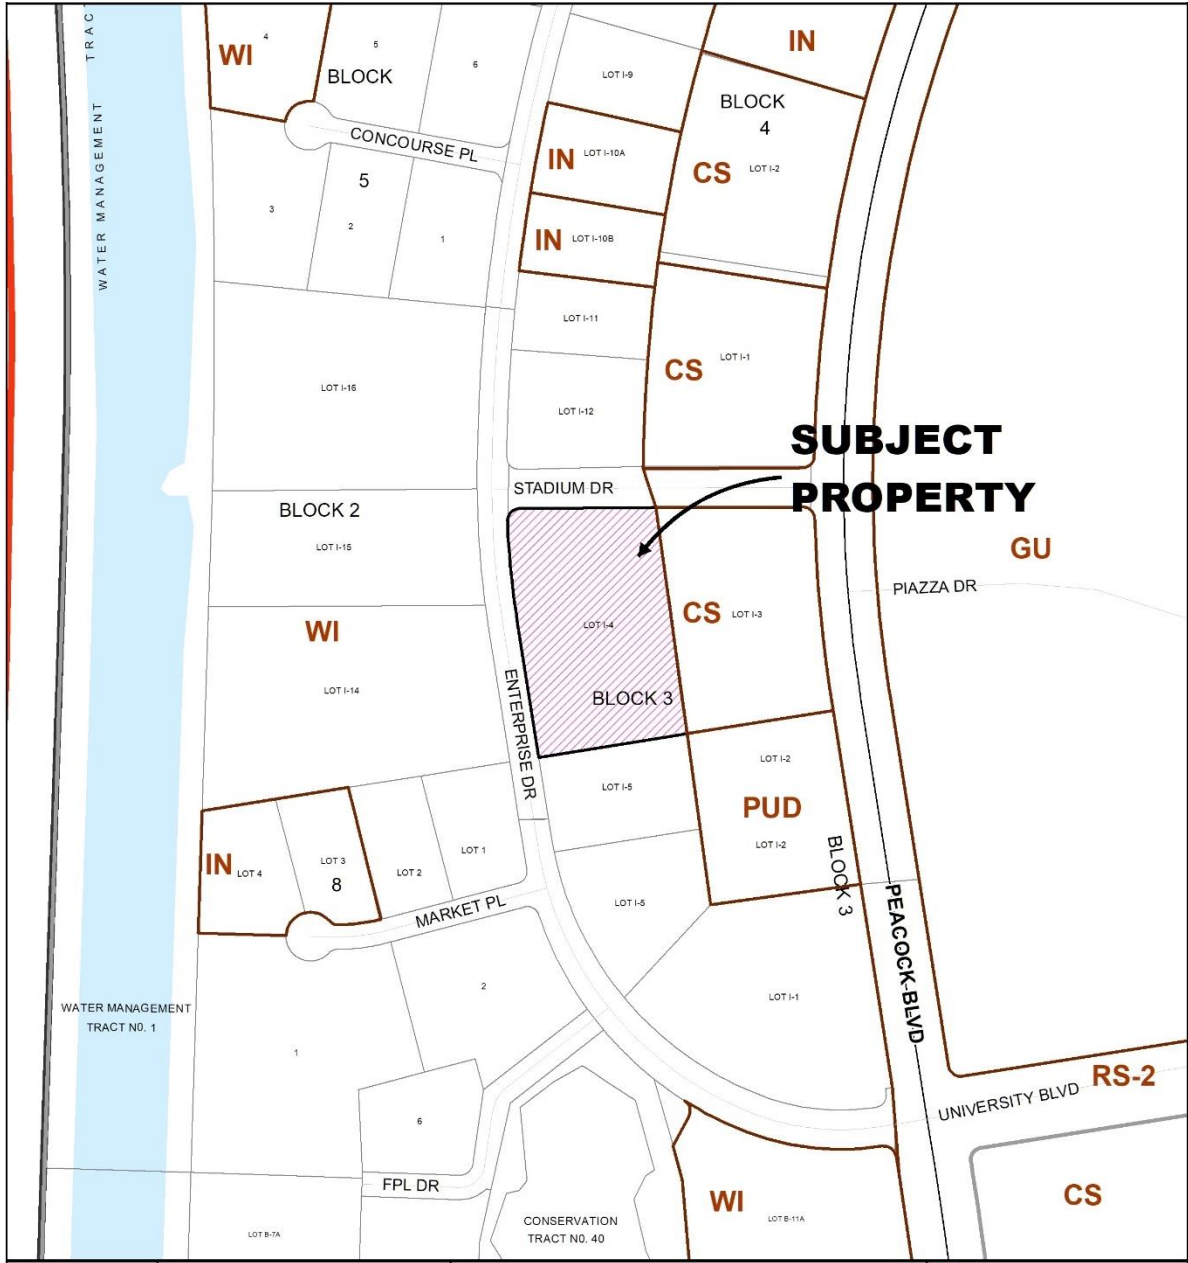 TRAC
WATER MANAGEMENT
WI
4
5
BLOCK
6
IN
LOT I-9
BLOCK
4
CONCOURSE PL
IN
LOT I-10A
CS
LOT I-2
5
3
2
1
IN
LOT I-10B
LOT I-11
CS
LOT I-1
LOT I-16
LOT I-12
SUBJECT
PROPERTY
STADIUM DR
BLOCK 2
LOT I-15
GU
PIAZZA DR
WI
LOT I-4
CS
LOT I-3
LOT I-14
BLOCK 3
ENTERPRISE DR
LOT I-2
LOT I-5
PUD
LOT I-2
BLOCK 3
IN
LOT 4
LOT 3
8
LOT 2
LOT 1
MARKET PL
LOT I-5
PEACOCK BLVD
2
LOT I-1
WATER MANAGEMENT
TRACT N0. 1
1
RS-2
UNIVERSITY BLVD
6
FPL DR
WI
LOT B-11A
CS
CONSERVATION
TRACT N0. 40
LOT B-7A